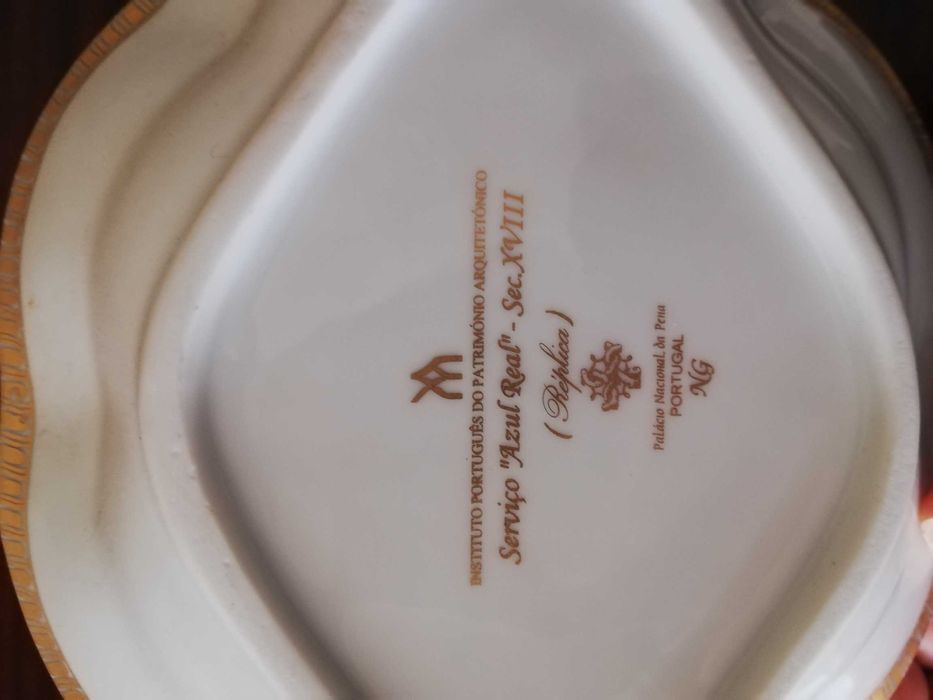 INSTITUTO PORTUGUÊS DO PATRIMÓNIO ARQUITETÓNICO
Serviço "Azul Real" - Sec. XVIII
( Réplica )
Palácio Nacional da Pena
PORTUGAL
NG